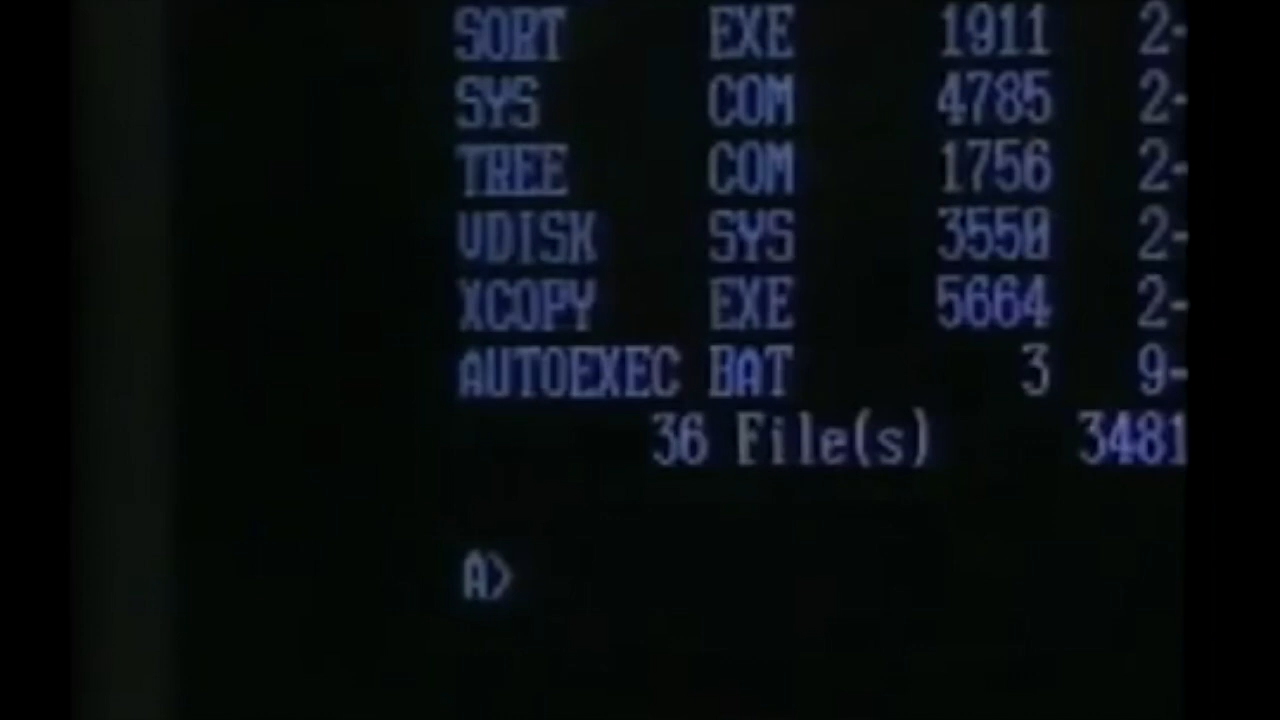 SORT EXE 1911 2-
SYS COM 4785 2-
TREE COM 1756 2-
VDISK SYS 3550 2-
XCOPY EXE 5664 2-
AUTOEXEC BAT 3 9-
36 File(s) 3481
A>